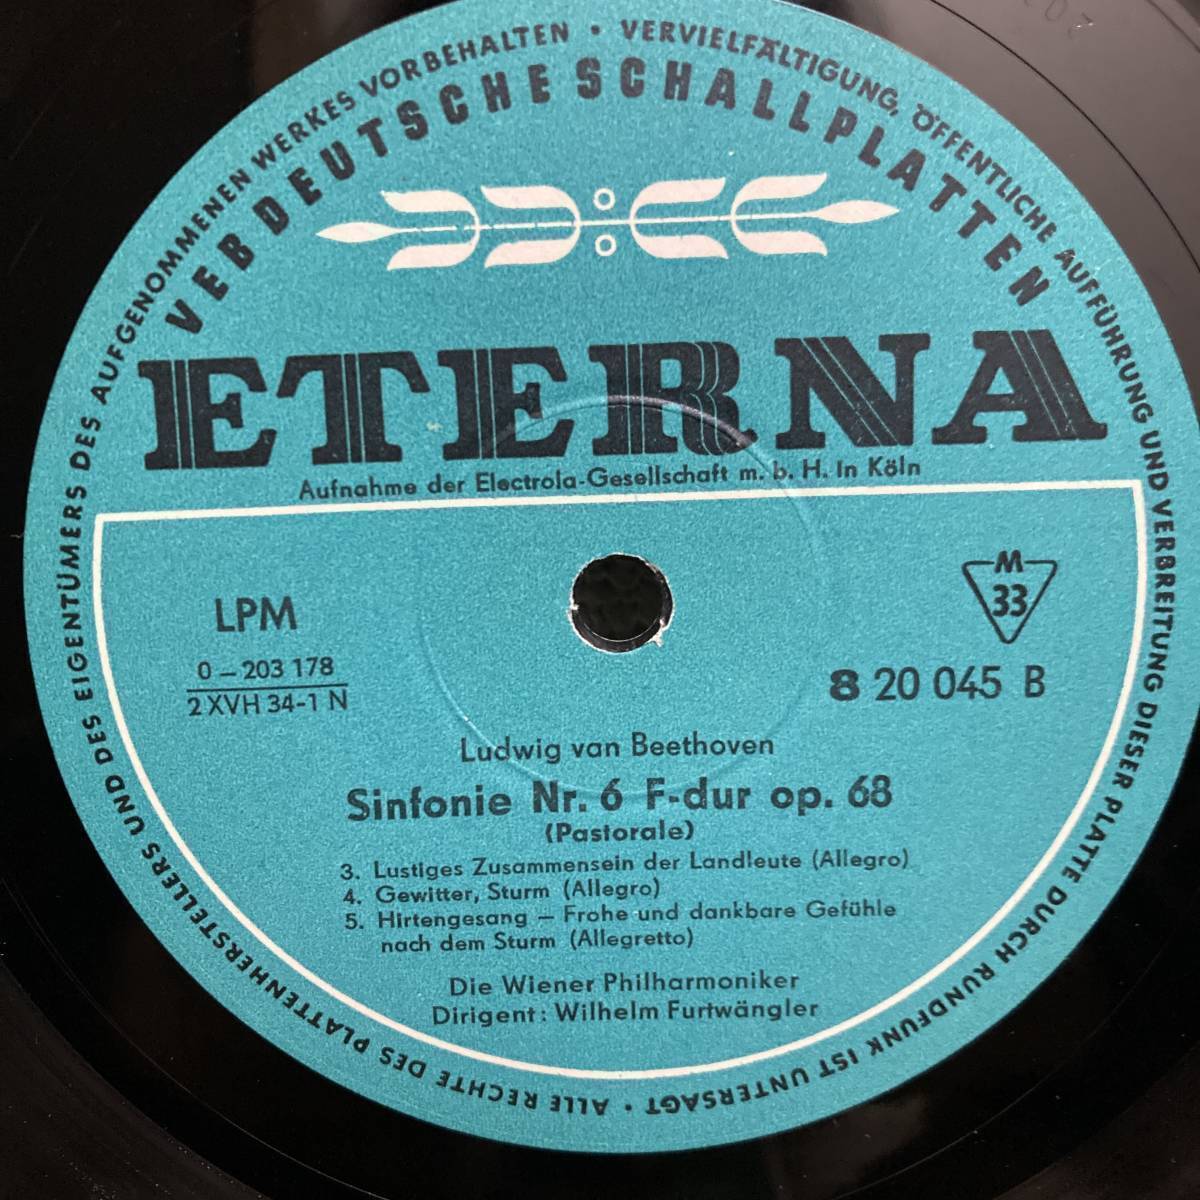 ALLE RECHTE DES PLATTENHERSTELLERS UND DES EIGENTÜMERS DES AUFGENOMMENEN WERKES VORBEHALTEN • VERVIELFÄLTIGUNG, ÖFFENTLICHE AUFFÜHRUNG UND VERBREITUNG DIESER PLATTE DURCH RUNDFUNK IST UNTERSAGT •
VEB DEUTSCHE SCHALLPLATTEN
ETERNA
Aufnahme der Electrola-Gesellschaft m. b. H. In Köln
LPM
M
33
0 – 203 178
2 XVH 34-1 N
8 20 045 B
Ludwig van Beethoven
Sinfonie Nr. 6 F-dur op. 68
(Pastorale)
3. Lustiges Zusammensein der Landleute (Allegro)
4. Gewitter, Sturm (Allegro)
5. Hirtengesang – Frohe und dankbare Gefühle
nach dem Sturm (Allegretto)
Die Wiener Philharmoniker
Dirigent: Wilhelm Furtwängler